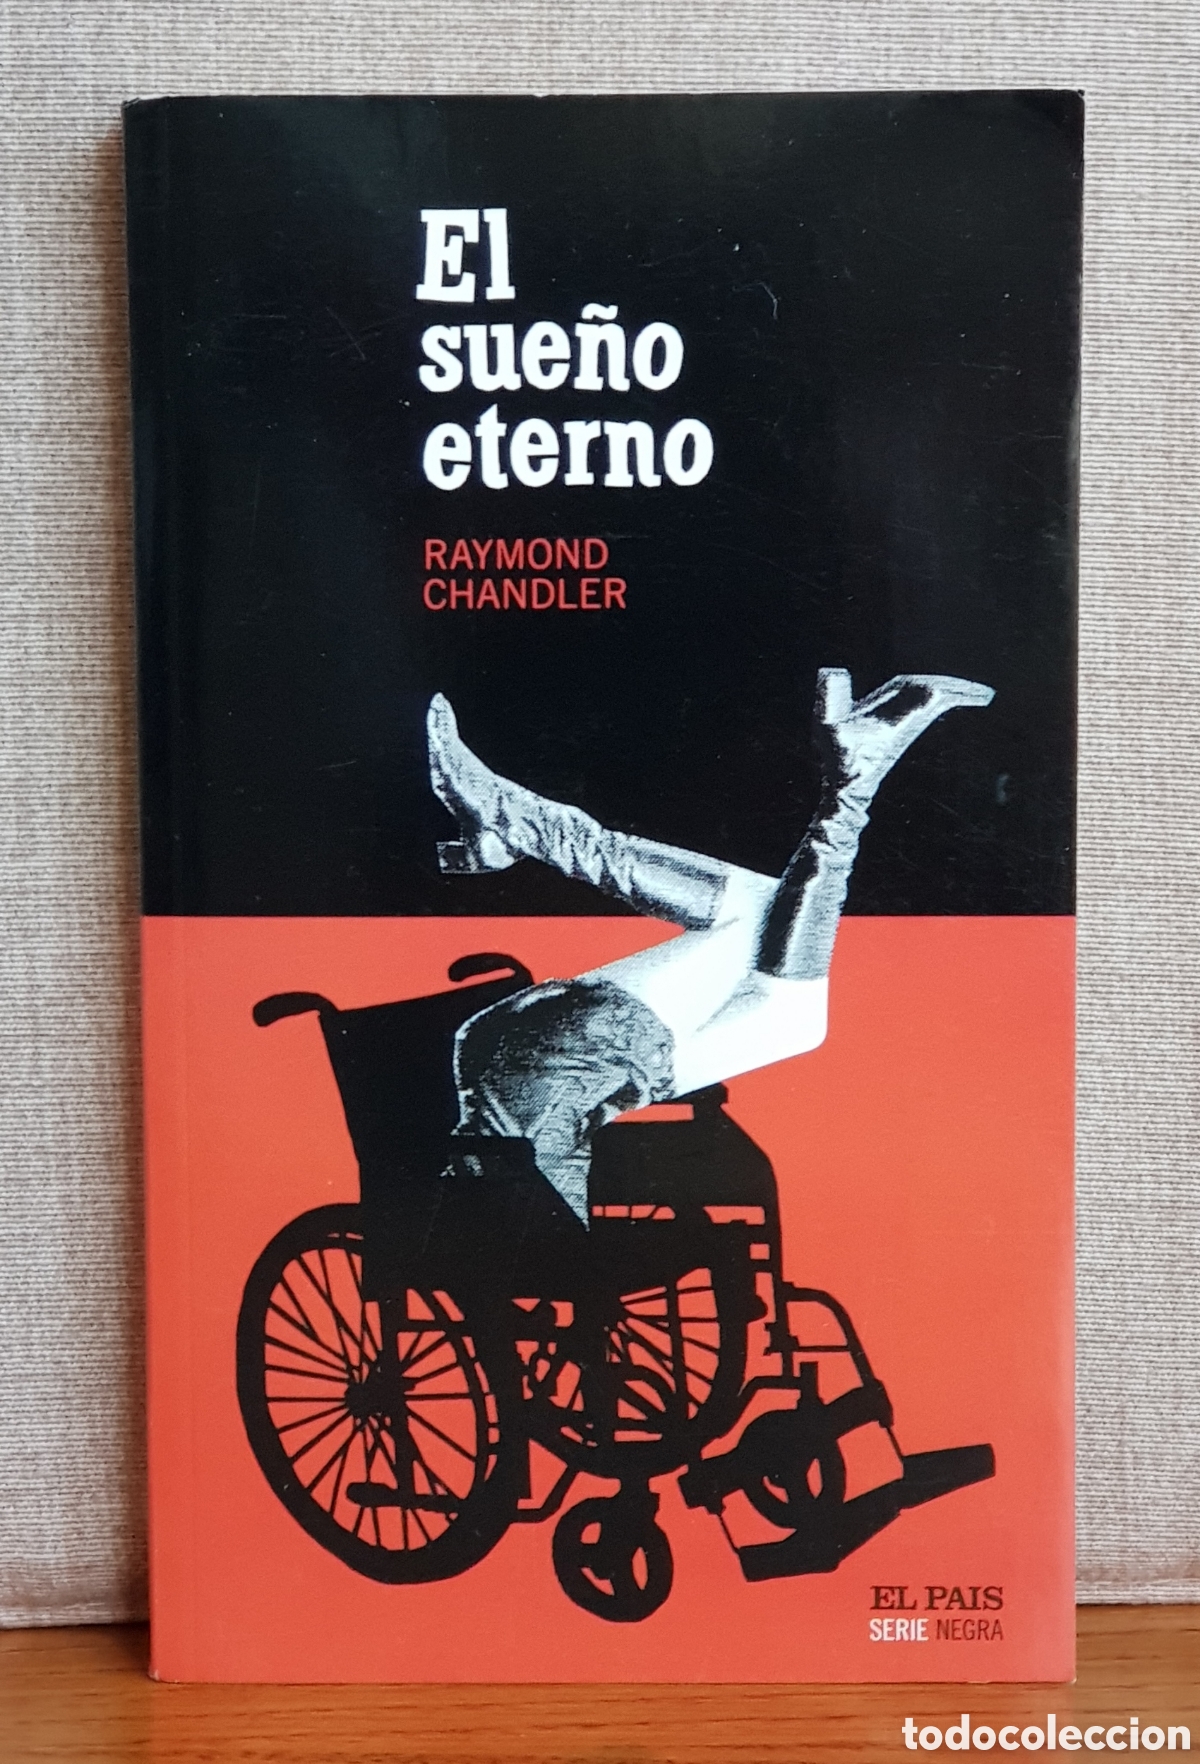 El
sueño
eterno
RAYMOND
CHANDLER
EL PAIS
SERIE NEGRA
todocoleccion